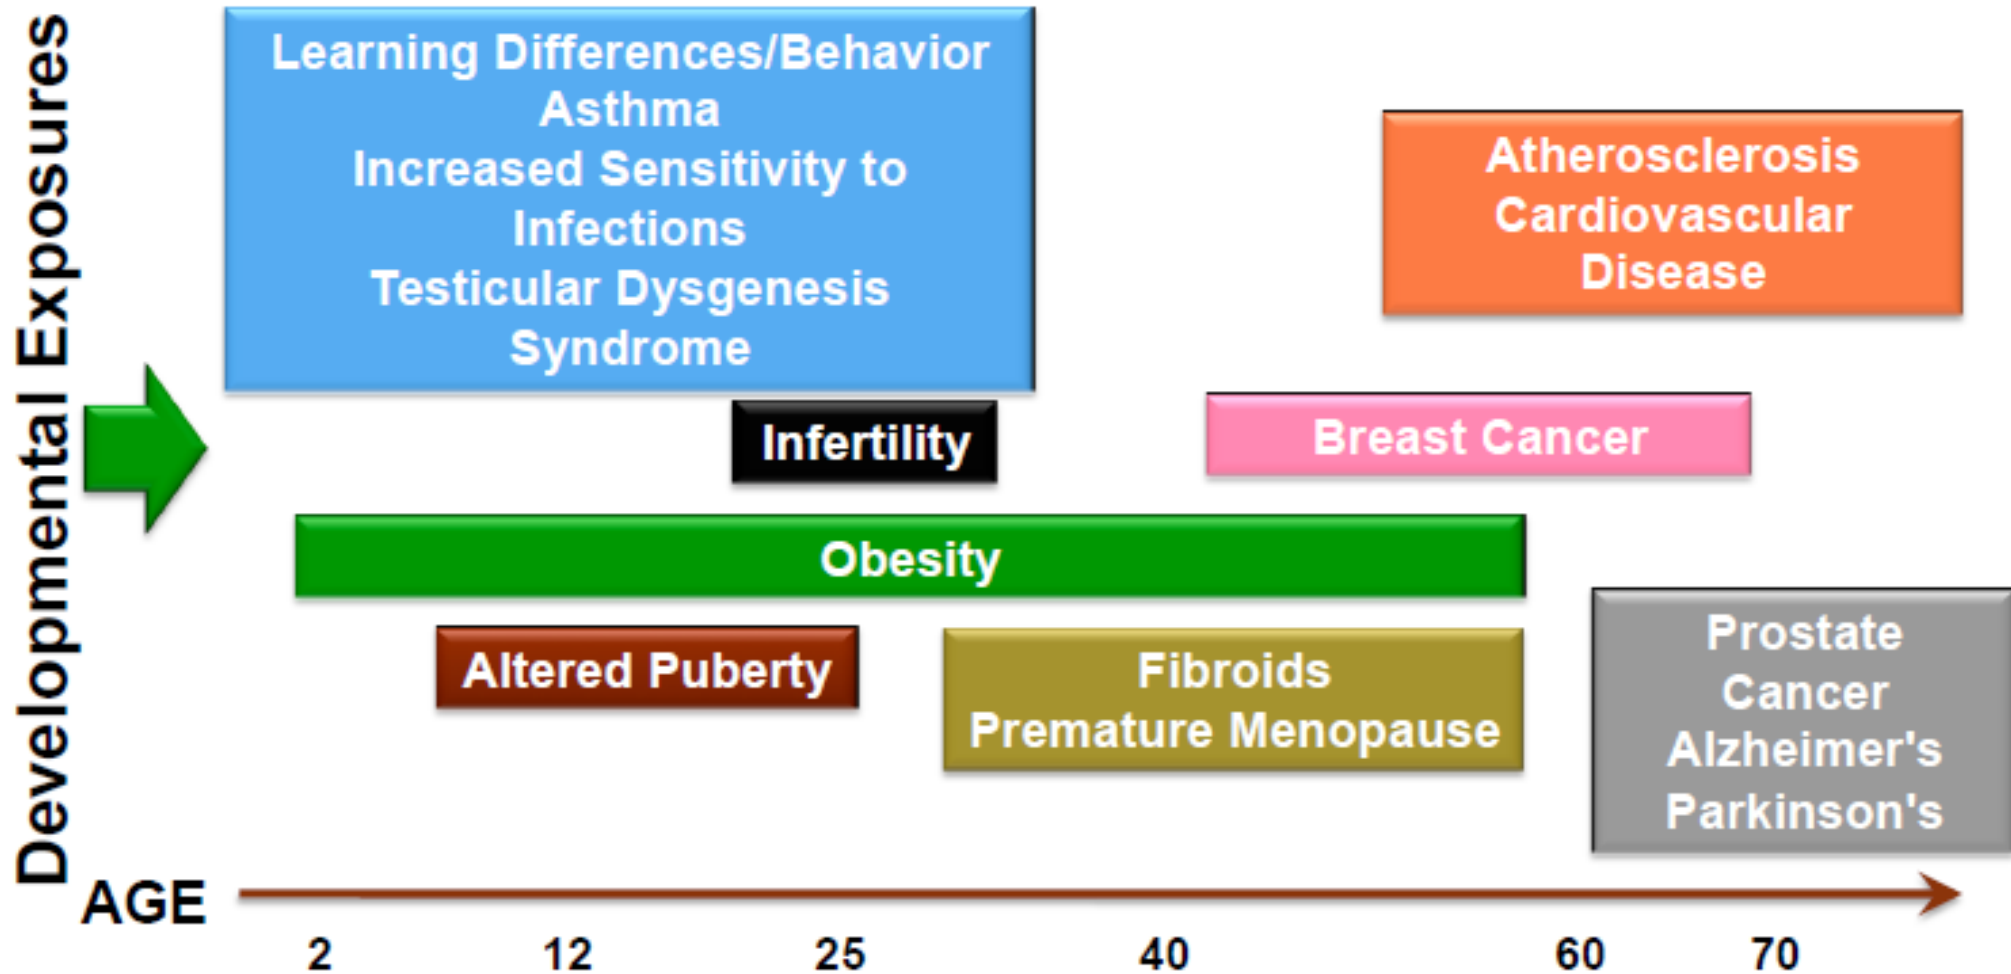 Developmental Exposures
Learning Differences/Behavior
Asthma
Increased Sensitivity to
Infections
Testicular Dysgenesis
Syndrome
Atherosclerosis
Cardiovascular
Disease
Infertility
Breast Cancer
Obesity
Altered Puberty
Fibroids
Premature Menopause
Prostate
Cancer
Alzheimer's
Parkinson's
AGE
2 12 25 40 60 70